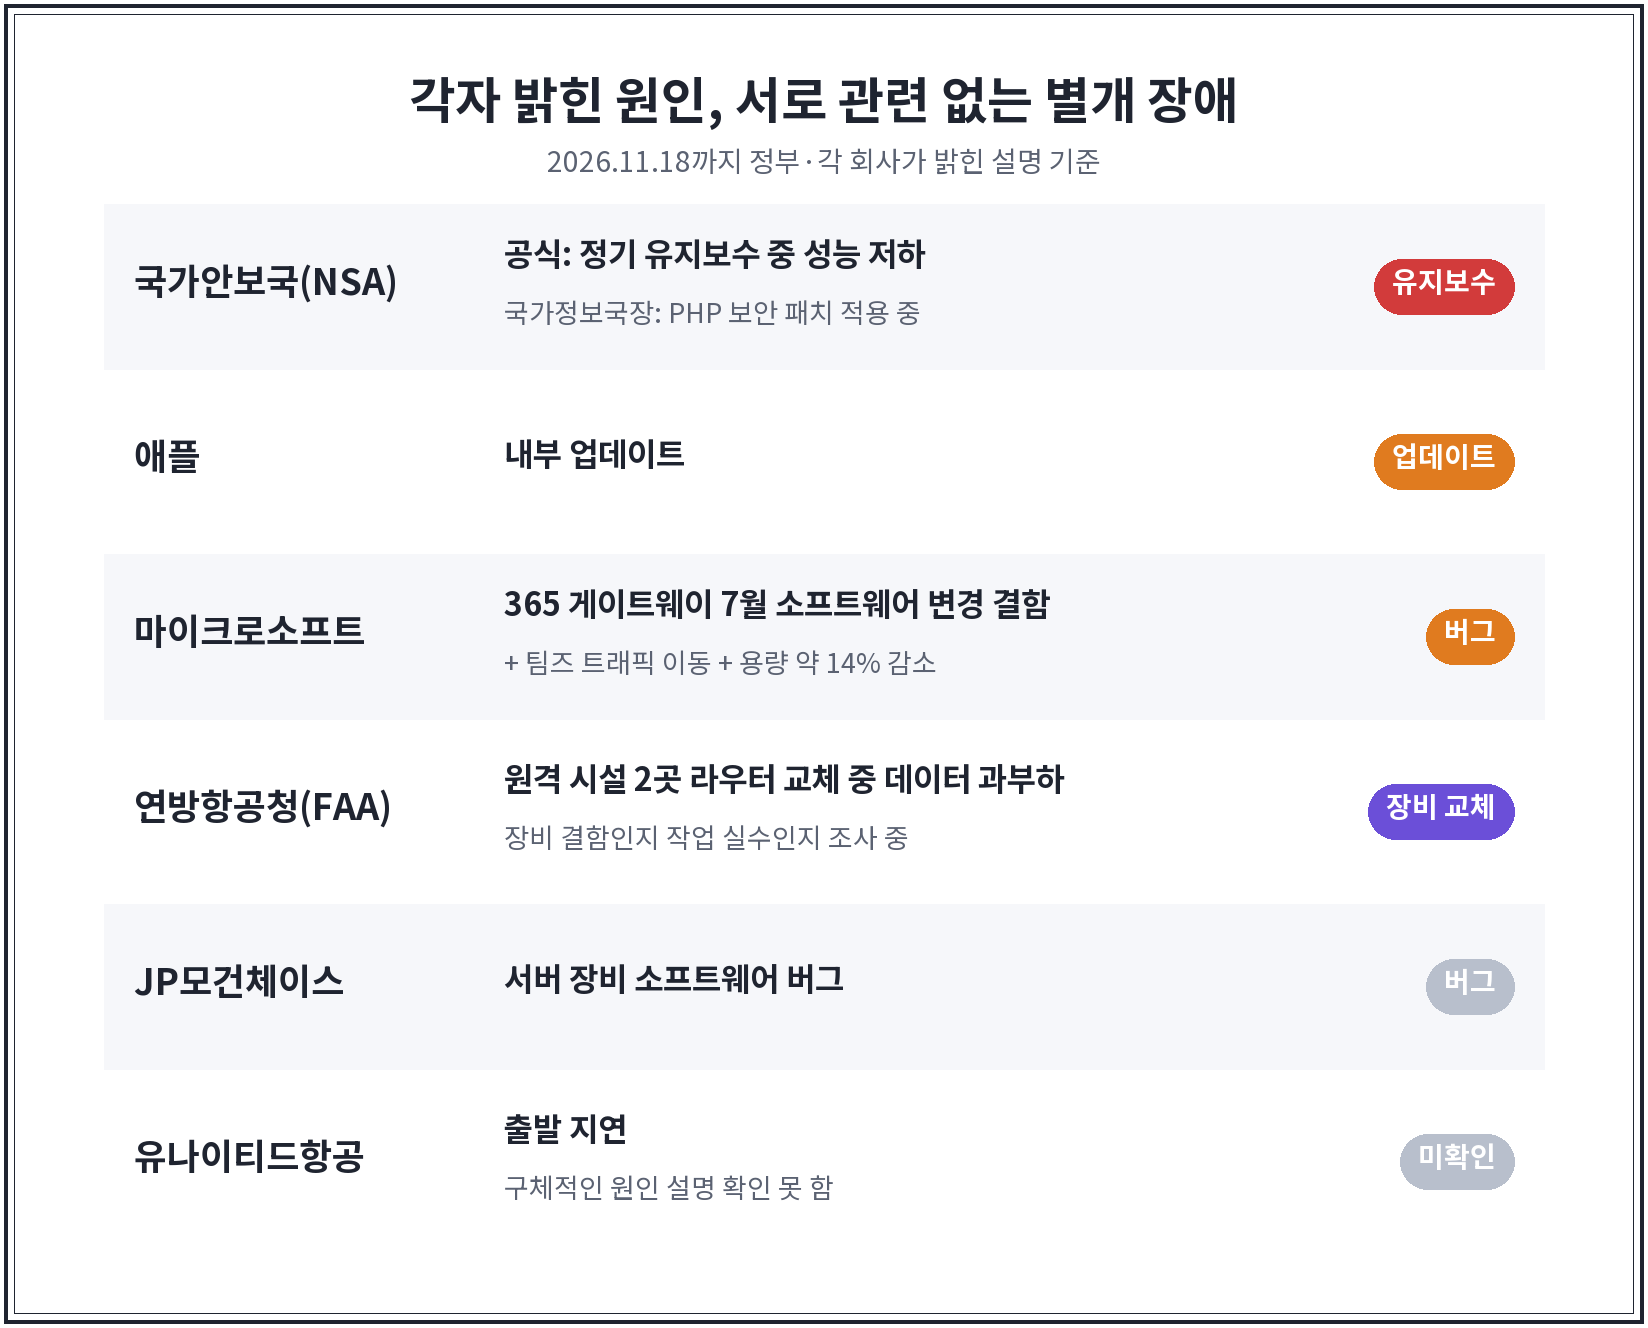 각자 밝힌 원인, 서로 관련 없는 별개 장애
2026.11.18까지 정부·각 회사가 밝힌 설명 기준
국가안보국(NSA)
공식: 정기 유지보수 중 성능 저하
국가정보국장: PHP 보안 패치 적용 중
유지보수
애플
내부 업데이트
업데이트
마이크로소프트
365 게이트웨이 7월 소프트웨어 변경 결함
+ 팀즈 트래픽 이동 + 용량 약 14% 감소
버그
연방항공청(FAA)
원격 시설 2곳 라우터 교체 중 데이터 과부하
장비 결함인지 작업 실수인지 조사 중
장비 교체
JP모건체이스
서버 장비 소프트웨어 버그
버그
유나이티드항공
출발 지연
구체적인 원인 설명 확인 못 함
미확인